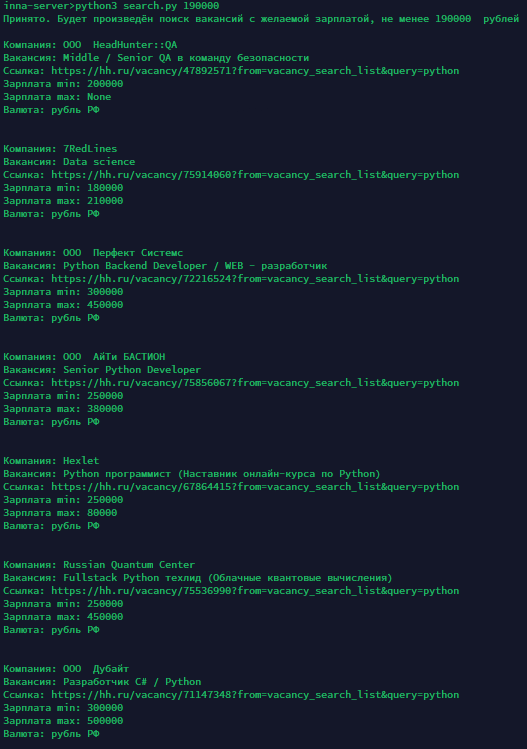 inna-server>python3 search.py 190000
Принято. Будет произведён поиск вакансий с желаемой зарплатой, не менее 190000  рублей
Компания: ООО  HeadHunter::QA
Вакансия: Middle / Senior QA в команду безопасности
Ссылка: https://hh.ru/vacancy/47892571?from=vacancy_search_list&query=python
Зарплата min: 200000
Зарплата max: None
Валюта: рубль РФ
Компания: 7RedLines
Вакансия: Data science
Ссылка: https://hh.ru/vacancy/75914060?from=vacancy_search_list&query=python
Зарплата min: 180000
Зарплата max: 210000
Валюта: рубль РФ
Компания: ООО  Перфект Системс
Вакансия: Python Backend Developer / WEB - разработчик
Ссылка: https://hh.ru/vacancy/72216524?from=vacancy_search_list&query=python
Зарплата min: 300000
Зарплата max: 450000
Валюта: рубль РФ
Компания: ООО  АйТи БАСТИОН
Вакансия: Senior Python Developer
Ссылка: https://hh.ru/vacancy/75856067?from=vacancy_search_list&query=python
Зарплата min: 250000
Зарплата max: 380000
Валюта: рубль РФ
Компания: Hexlet
Вакансия: Python программист (Наставник онлайн-курса по Python)
Ссылка: https://hh.ru/vacancy/67864415?from=vacancy_search_list&query=python
Зарплата min: 250000
Зарплата max: 80000
Валюта: рубль РФ
Компания: Russian Quantum Center
Вакансия: Fullstack Python техлид (Облачные квантовые вычисления)
Ссылка: https://hh.ru/vacancy/75536990?from=vacancy_search_list&query=python
Зарплата min: 250000
Зарплата max: 450000
Валюта: рубль РФ
Компания: ООО  Дубайт
Вакансия: Разработчик C# / Python
Ссылка: https://hh.ru/vacancy/71147348?from=vacancy_search_list&query=python
Зарплата min: 300000
Зарплата max: 500000
Валюта: рубль РФ